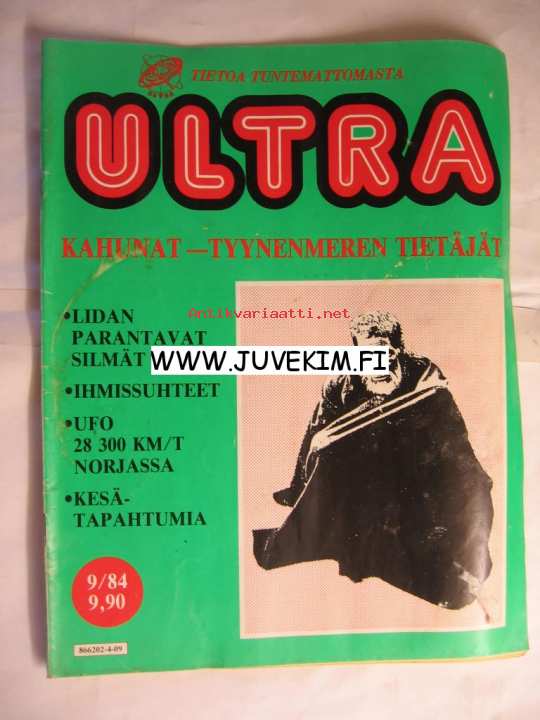 TIETOA TUNTEMATTOMASTA
ULTRA
KAHUNAT—TYYNENMEREN TIETÄJÄT
Antikvariaatti.net
•LIDAN
PARANTAVAT
SILMÄT
WWW.JUVEKIM.FI
•IHMISSUHTEET
•UFO
28 300 KM/T
NORJASSA
•KESÄ-
TAPAHTUMIA
9/84
9,90
866202-4-09